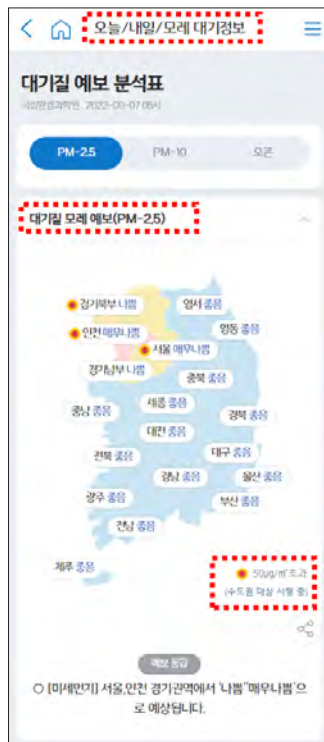 오늘/내일/모레 대기정보
대기질 예보 분석표
PM-2.5 PM-10 오존
대기질 모레 예보(PM-2.5)
경기북부 나쁨 영서 좋음
인천 매우나쁨 영동 좋음
서울 매우나쁨
경기남부 나쁨 충북 좋음
충남 좋음 세종 좋음 경북 좋음
대전 좋음
전북 좋음 대구 좋음
경남 좋음 울산 좋음
광주 좋음 부산 좋음
전남 좋음
제주 좋음
50㎍/㎥ 초과
(수도권 대상 시행 중)
예보 등급
○ [미세먼지] 서울,인천 경기권역에서 '나쁨''매우나쁨'으
로 예상됩니다.